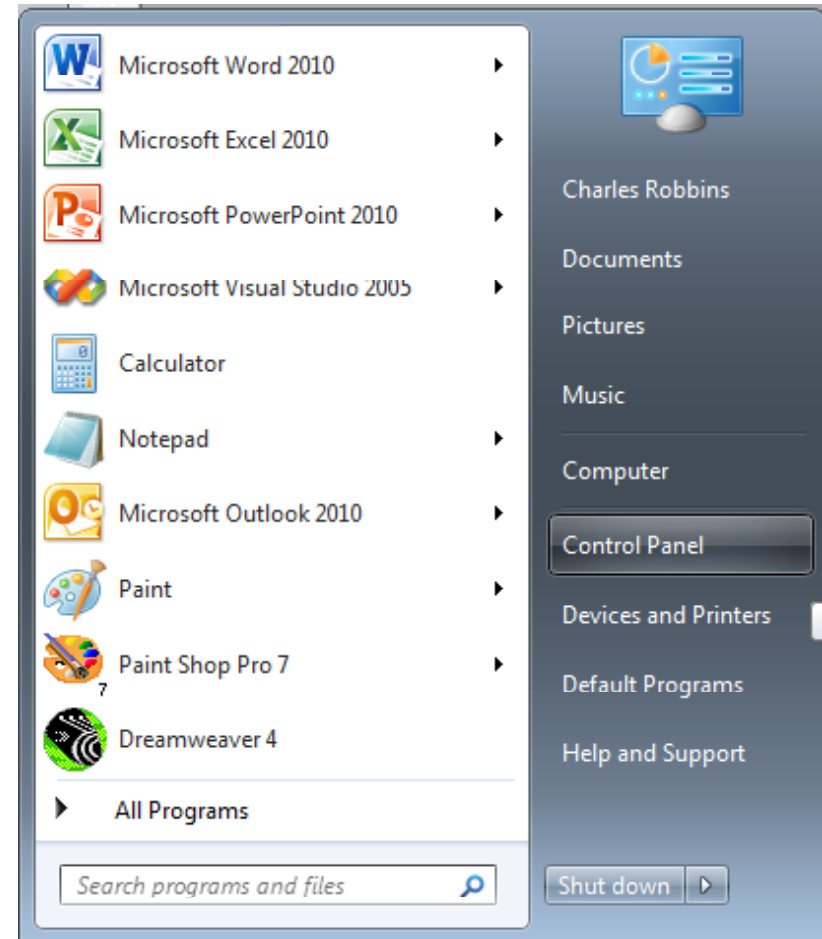 Microsoft Word 2010
Microsoft Excel 2010
Microsoft PowerPoint 2010
Microsoft Visual Studio 2005
Calculator
Notepad
Microsoft Outlook 2010
Paint
Paint Shop Pro 7
7
Dreamweaver 4
All Programs
Search programs and files
Charles Robbins
Documents
Pictures
Music
Computer
Control Panel
Devices and Printers
Default Programs
Help and Support
Shut down